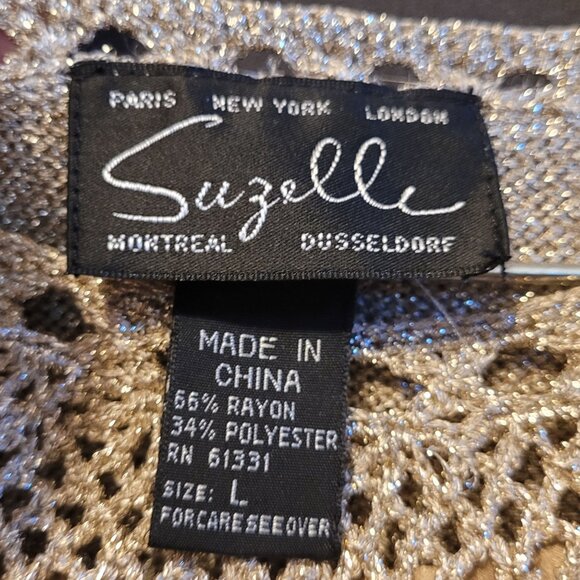 PARIS NEW YORK LONDON
Suzelle
MONTREAL DUSSELDORF
MADE IN
CHINA
66% RAYON
34% POLYESTER
RN 61331
SIZE: L
FORCARESEEOVER